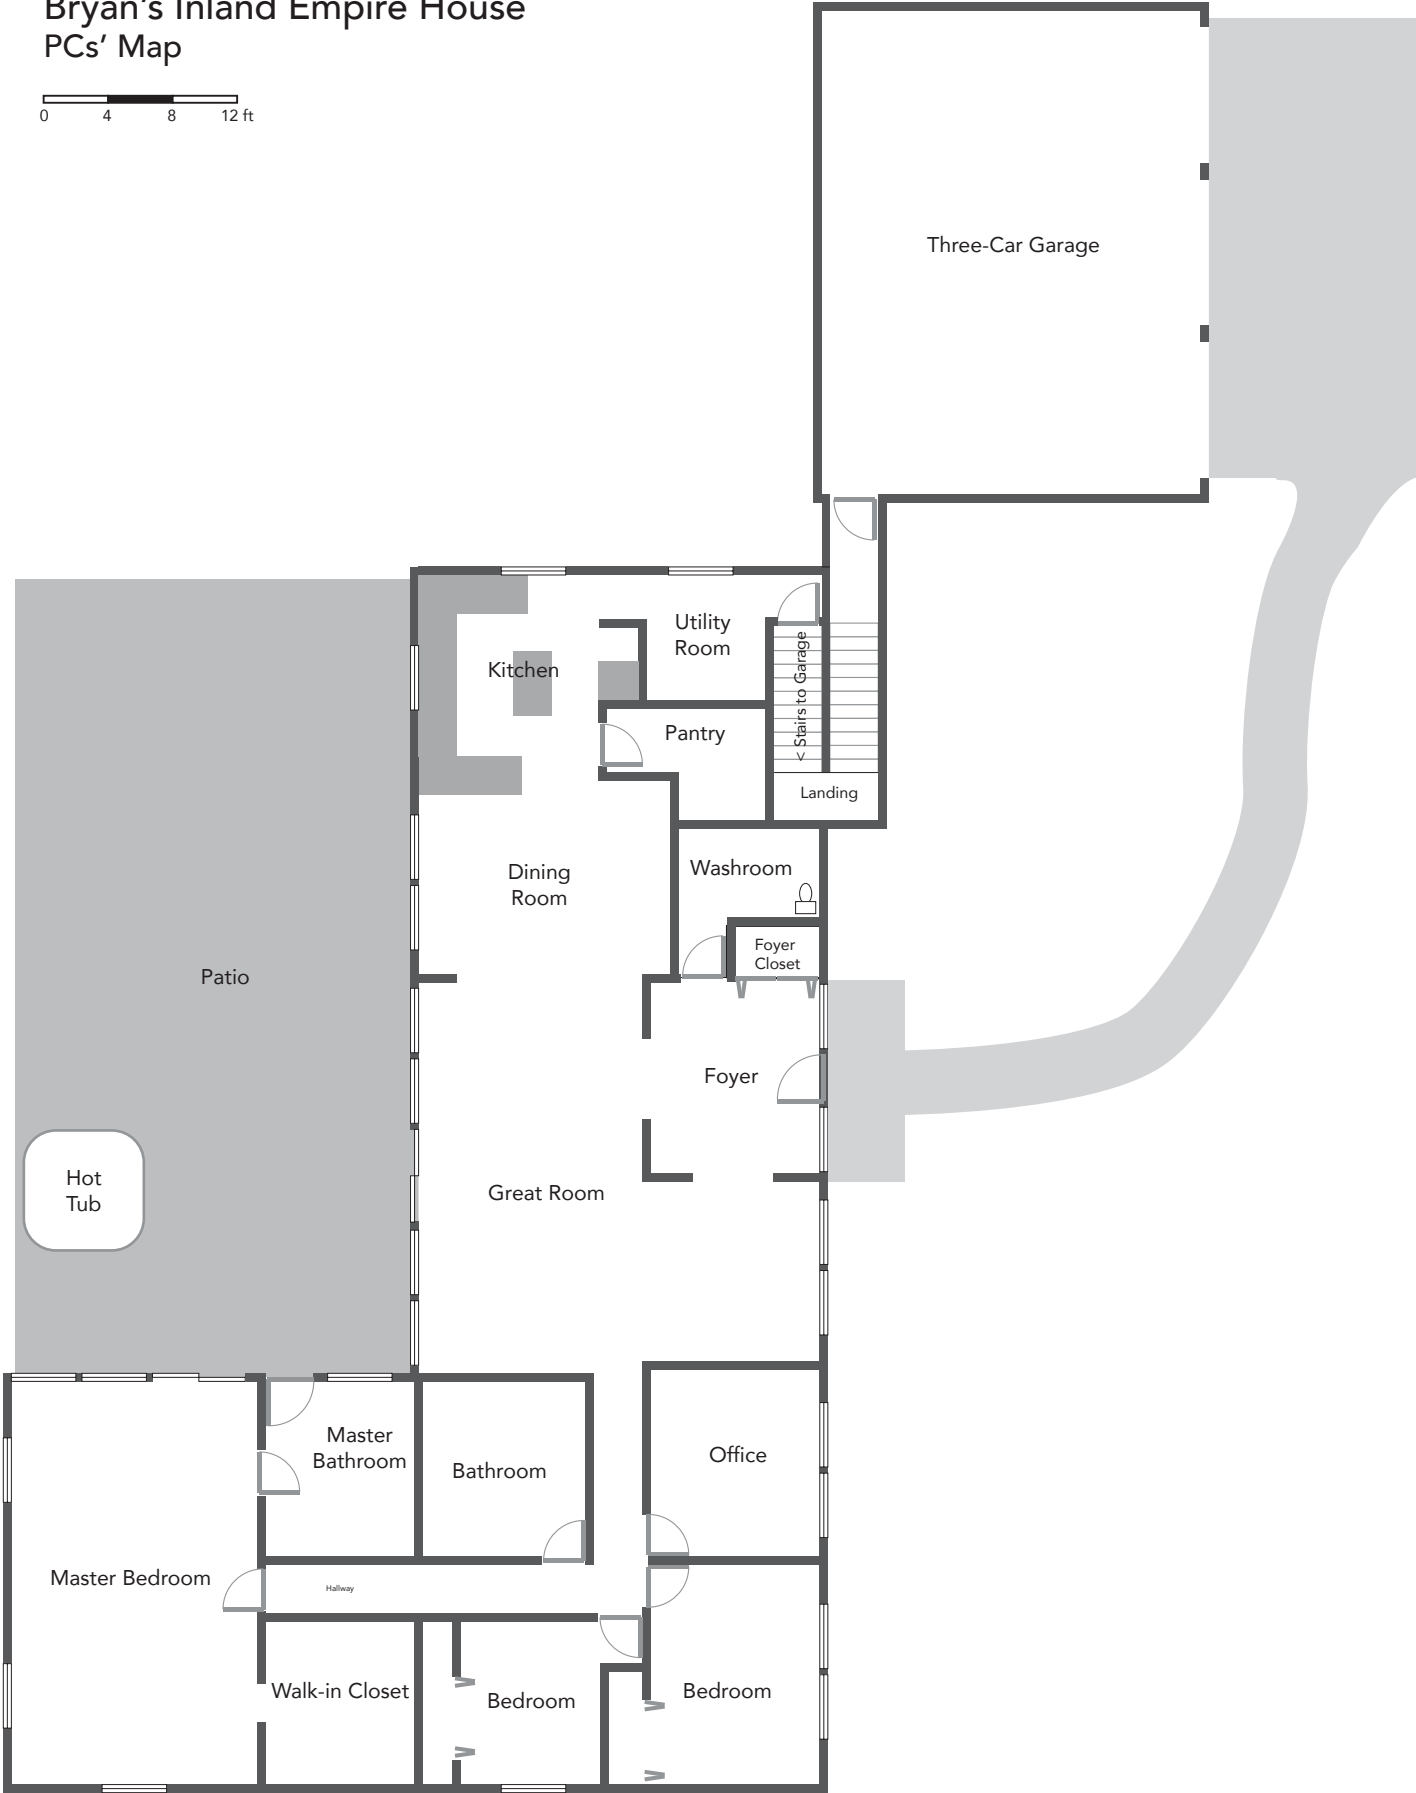 Bryan's Inland Empire House
PCs’ Map
0 4 8 12 ft
Three-Car Garage
Utility
Room
Kitchen
< Stairs to Garage
Pantry
Landing
Washroom
Dining
Room
Foyer
Closet
Patio
Foyer
Hot
Tub
Great Room
Master
Bathroom
Bathroom
Office
Master Bedroom
Hallway
Walk-in Closet
Bedroom
Bedroom